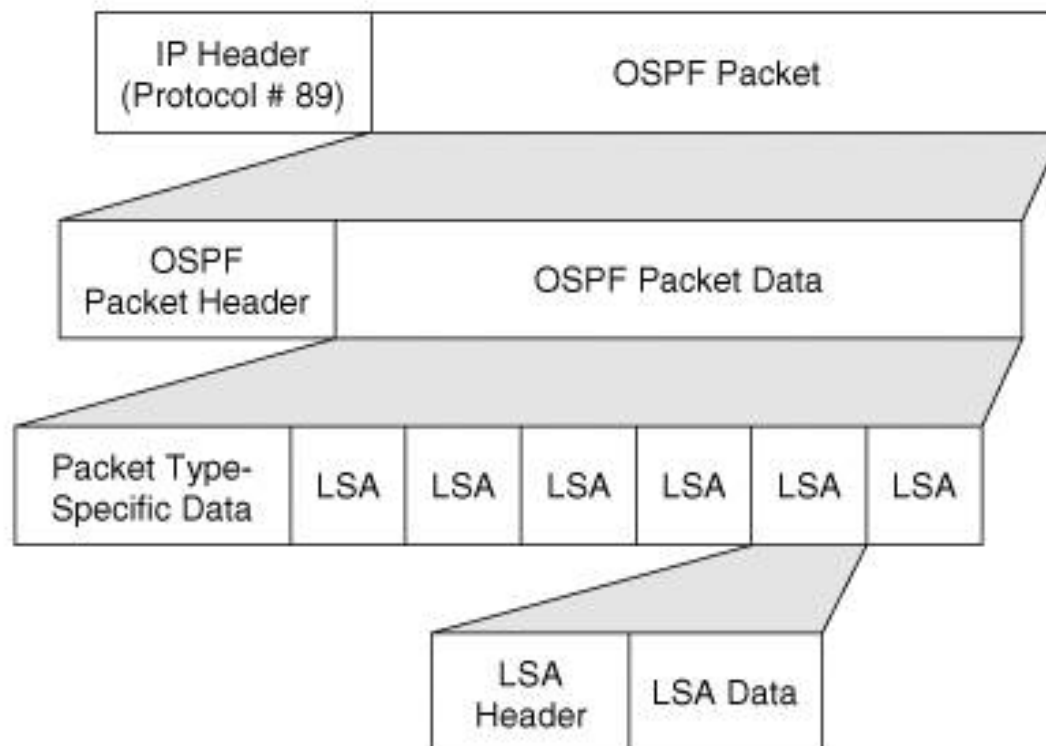 IP Header
(Protocol # 89)
OSPF Packet
OSPF
Packet Header
OSPF Packet Data
Packet Type-
Specific Data
LSA
LSA
LSA
LSA
LSA
LSA
LSA
Header
LSA Data